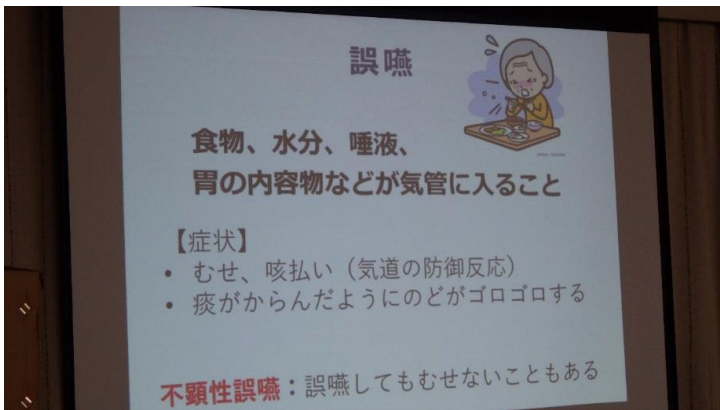 誤嚥
食物、水分、唾液、
胃の内容物などが気管に入ること
【症状】
• むせ、咳払い（気道の防御反応）
• 痰がからんだようにのどがゴロゴロする
不顕性誤嚥：誤嚥してもむせないこともある